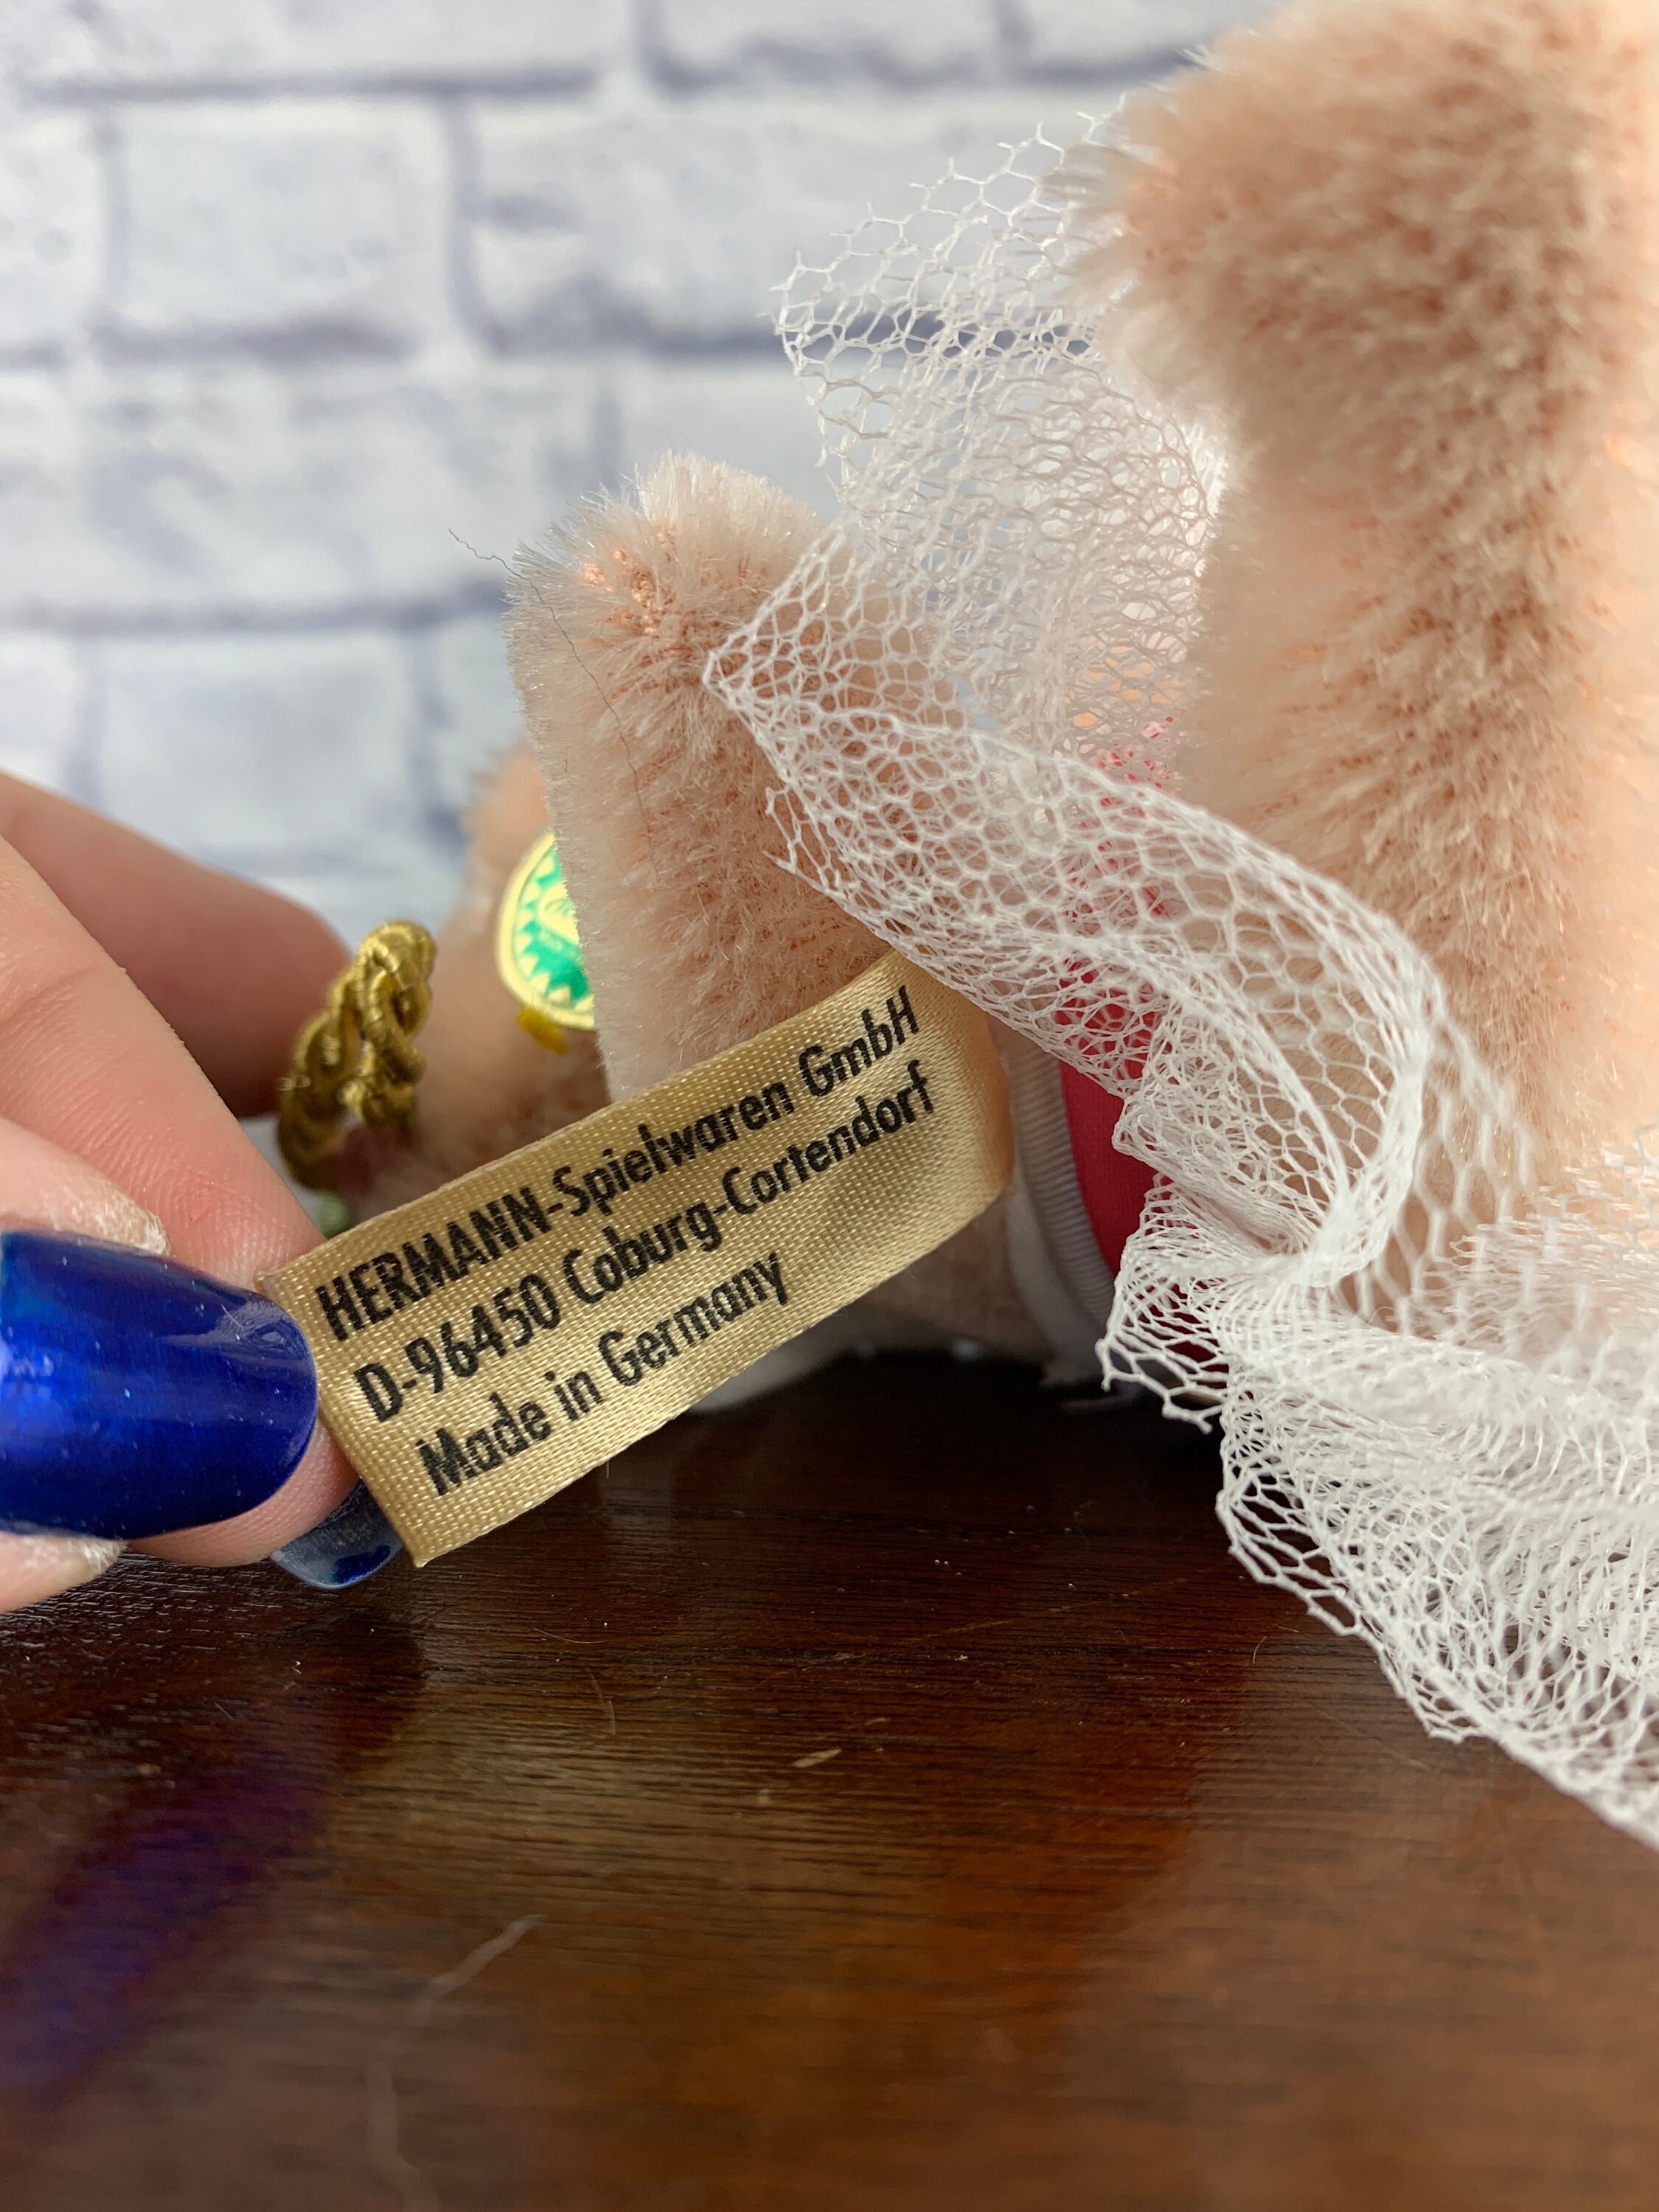 HERMANN-Spielwaren GmbH
D-96450 Coburg-Cortendorf
Made in Germany